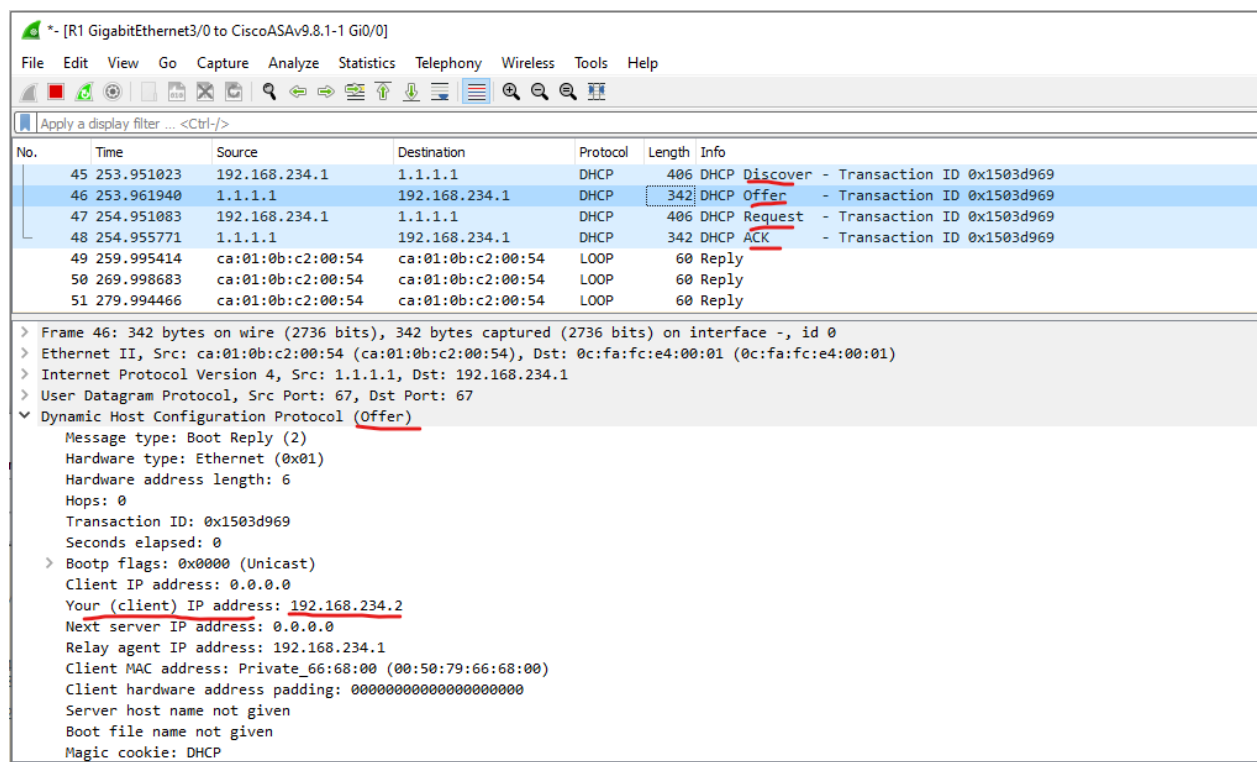 *- [R1 GigabitEthernet3/0 to CiscoASAv9.8.1-1 Gi0/0]
File Edit View Go Capture Analyze Statistics Telephony Wireless Tools Help
Apply a display filter ... <Ctrl-/>
No. Time Source Destination Protocol Length Info
45 253.951023 192.168.234.1 1.1.1.1 DHCP 406 DHCP Discover - Transaction ID 0x1503d969
46 253.961940 1.1.1.1 192.168.234.1 DHCP 342 DHCP Offer - Transaction ID 0x1503d969
47 254.951083 192.168.234.1 1.1.1.1 DHCP 406 DHCP Request - Transaction ID 0x1503d969
48 254.955771 1.1.1.1 192.168.234.1 DHCP 342 DHCP ACK - Transaction ID 0x1503d969
49 259.995414 ca:01:0b:c2:00:54 ca:01:0b:c2:00:54 LOOP 60 Reply
50 269.998683 ca:01:0b:c2:00:54 ca:01:0b:c2:00:54 LOOP 60 Reply
51 279.994466 ca:01:0b:c2:00:54 ca:01:0b:c2:00:54 LOOP 60 Reply
Frame 46: 342 bytes on wire (2736 bits), 342 bytes captured (2736 bits) on interface -, id 0
Ethernet II, Src: ca:01:0b:c2:00:54 (ca:01:0b:c2:00:54), Dst: 0c:fa:fc:e4:00:01 (0c:fa:fc:e4:00:01)
Internet Protocol Version 4, Src: 1.1.1.1, Dst: 192.168.234.1
User Datagram Protocol, Src Port: 67, Dst Port: 67
Dynamic Host Configuration Protocol (Offer)
Message type: Boot Reply (2)
Hardware type: Ethernet (0x01)
Hardware address length: 6
Hops: 0
Transaction ID: 0x1503d969
Seconds elapsed: 0
Bootp flags: 0x0000 (Unicast)
Client IP address: 0.0.0.0
Your (client) IP address: 192.168.234.2
Next server IP address: 0.0.0.0
Relay agent IP address: 192.168.234.1
Client MAC address: Private_66:68:00 (00:50:79:66:68:00)
Client hardware address padding: 00000000000000000000
Server host name not given
Boot file name not given
Magic cookie: DHCP